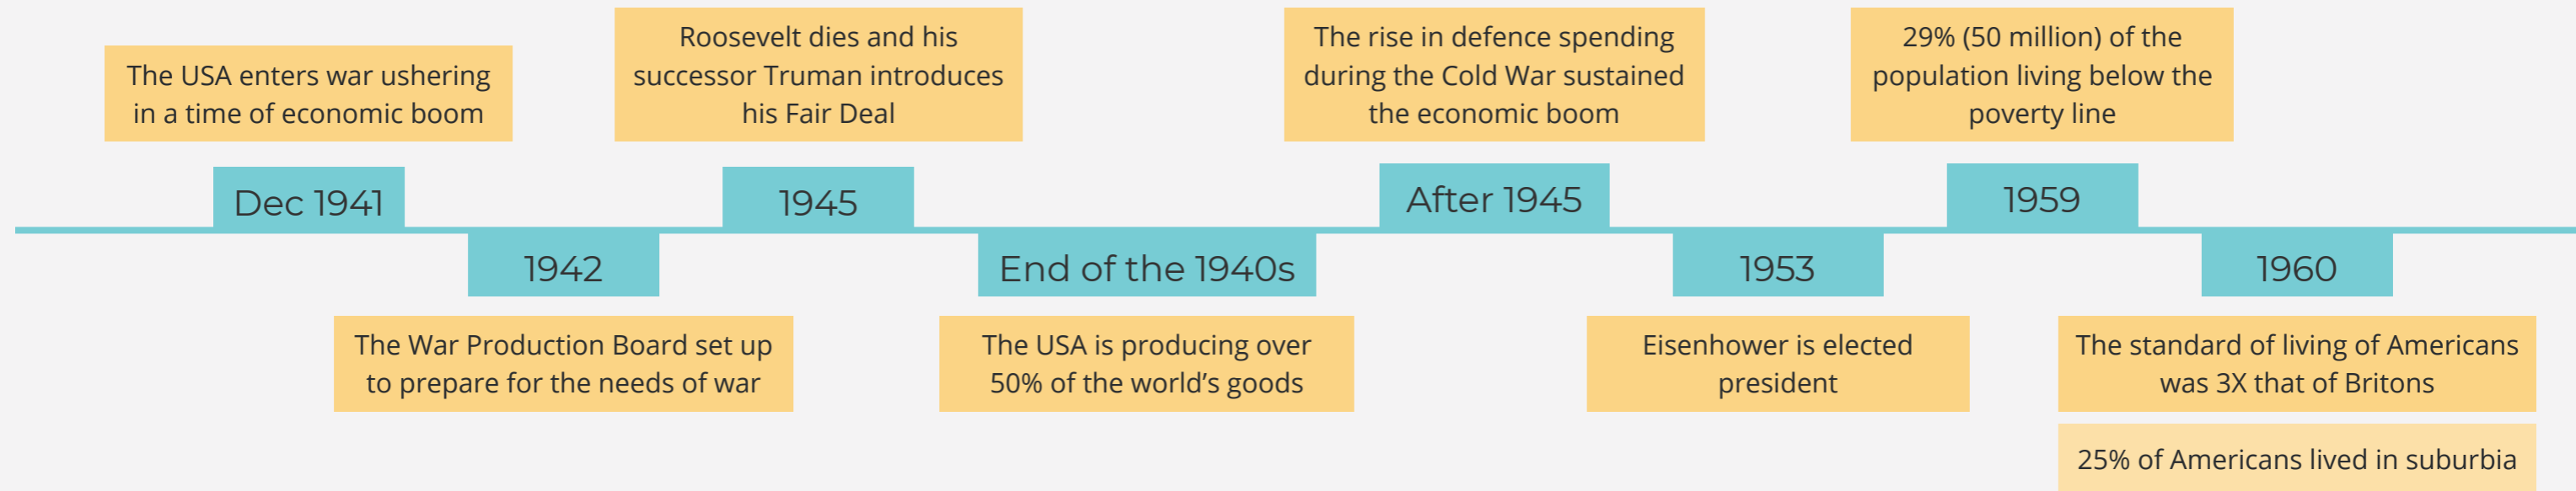 Dec 1941
The USA enters war ushering
in a time of economic boom
1942
The War Production Board set up
to prepare for the needs of war
1945
Roosevelt dies and his
successor Truman introduces
his Fair Deal
End of the 1940s
The USA is producing over
50% of the world’s goods
After 1945
The rise in defence spending
during the Cold War sustained
the economic boom
1953
Eisenhower is elected
president
1959
29% (50 million) of the
population living below the
poverty line
1960
The standard of living of Americans
was 3X that of Britons
25% of Americans lived in suburbia